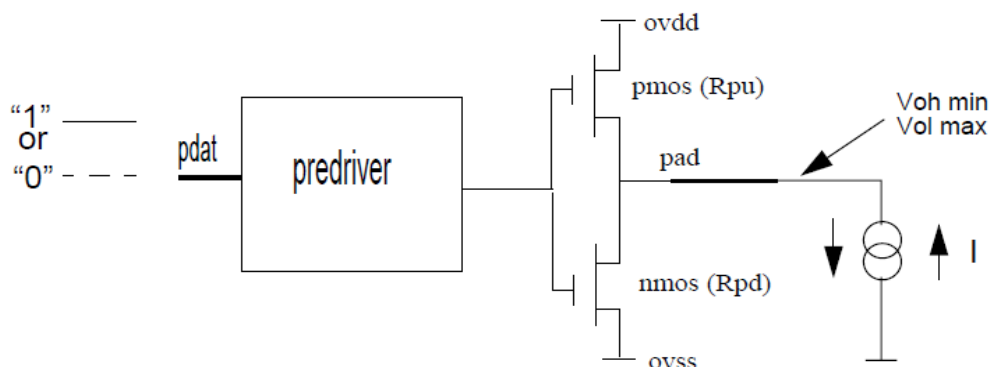 ovdd
pmos (Rpu)
Voh min
Vol max
“1”
or
“0”
pdat
predriver
pad
I
nmos (Rpd)
ovss